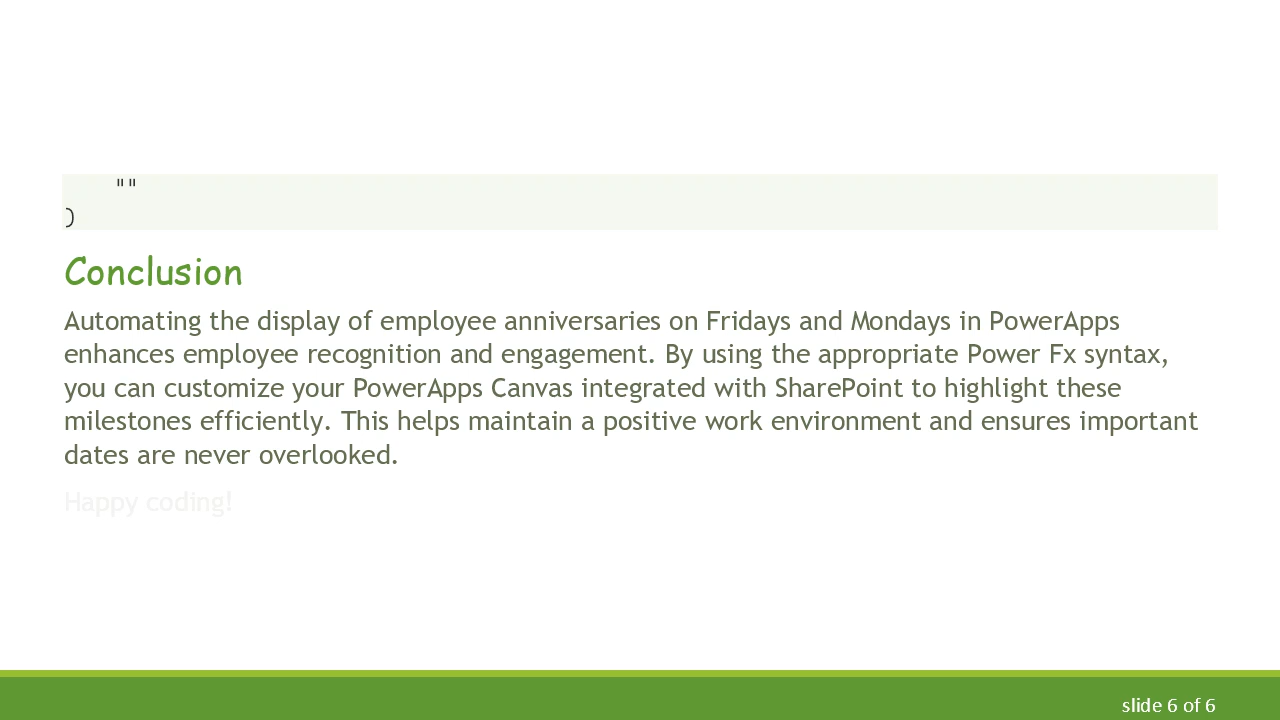 ""
)
Conclusion
Automating the display of employee anniversaries on Fridays and Mondays in PowerApps
enhances employee recognition and engagement. By using the appropriate Power Fx syntax,
you can customize your PowerApps Canvas integrated with SharePoint to highlight these
milestones efficiently. This helps maintain a positive work environment and ensures important
dates are never overlooked.
Happy coding!
slide 6 of 6